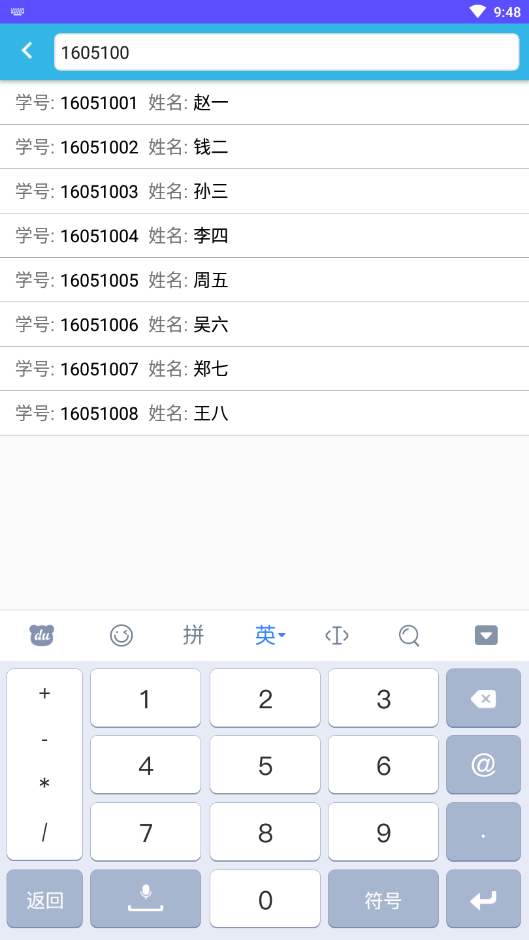 9:48
1605100
学号: 16051001 姓名: 赵一
学号: 16051002 姓名: 钱二
学号: 16051003 姓名: 孙三
学号: 16051004 姓名: 李四
学号: 16051005 姓名: 周五
学号: 16051006 姓名: 吴六
学号: 16051007 姓名: 郑七
学号: 16051008 姓名: 王八
du 拼 英
+ 1 2 3
-
4 5 6 @
*
/ 7 8 9 .
返回 0 符号